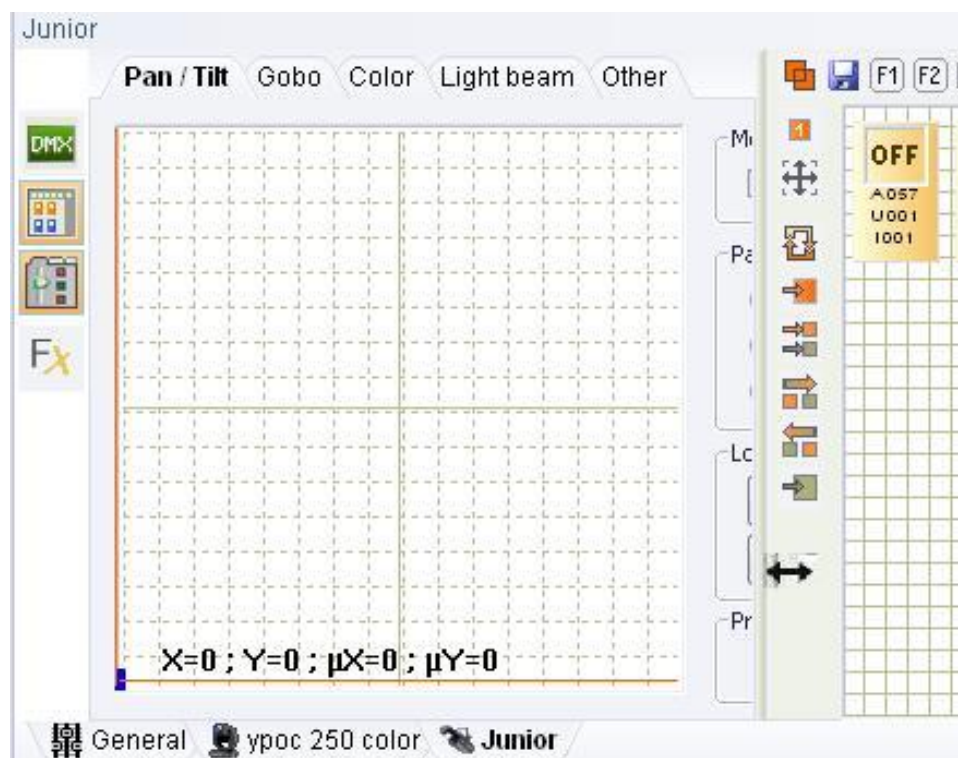 Junior
Pan / Tilt Gobo Color Light beam Other
F1 F2
DMX
1
OFF
A057
U001
I001
Fx
X=0 ; Y=0 ; µX=0 ; µY=0
General ypoc 250 color Junior